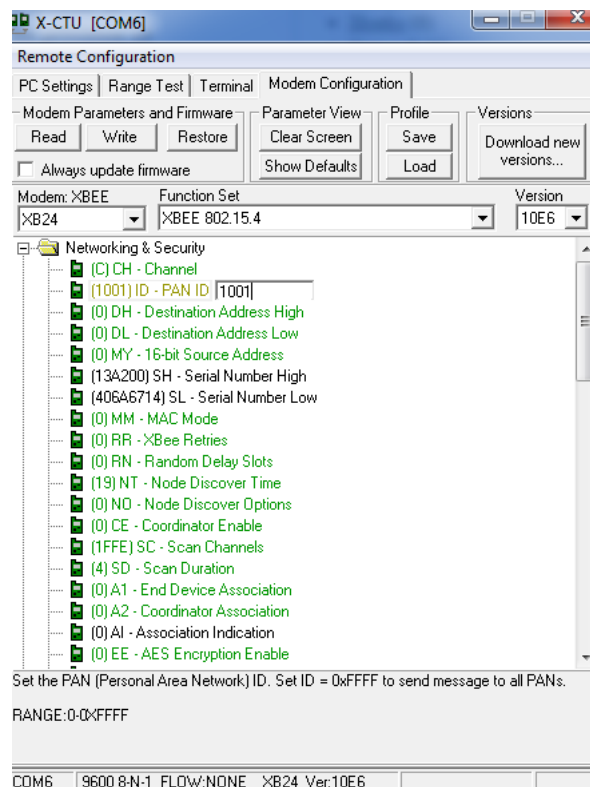 X-CTU [COM6]
Remote Configuration
PC Settings Range Test Terminal Modem Configuration
Modem Parameters and Firmware Parameter View Profile Versions
Read Write Restore Clear Screen Save Download new versions...
Always update firmware Show Defaults Load
Modem: XBEE Function Set Version
XB24 XBEE 802.15.4 10E6
Networking & Security
(C) CH - Channel
(1001) ID - PAN ID 1001
(0) DH - Destination Address High
(0) DL - Destination Address Low
(0) MY - 16-bit Source Address
(13A200) SH - Serial Number High
(406A6714) SL - Serial Number Low
(0) MM - MAC Mode
(0) RR - XBee Retries
(0) RN - Random Delay Slots
(19) NT - Node Discover Time
(0) NO - Node Discover Options
(0) CE - Coordinator Enable
(1FFE) SC - Scan Channels
(4) SD - Scan Duration
(0) A1 - End Device Association
(0) A2 - Coordinator Association
(0) AI - Association Indication
(0) EE - AES Encryption Enable
Set the PAN (Personal Area Network) ID. Set ID = 0xFFFF to send message to all PANs.
RANGE:0-0XFFFF
COM6 9600 8-N-1 FLOW:NONE XB24 Ver:10E6